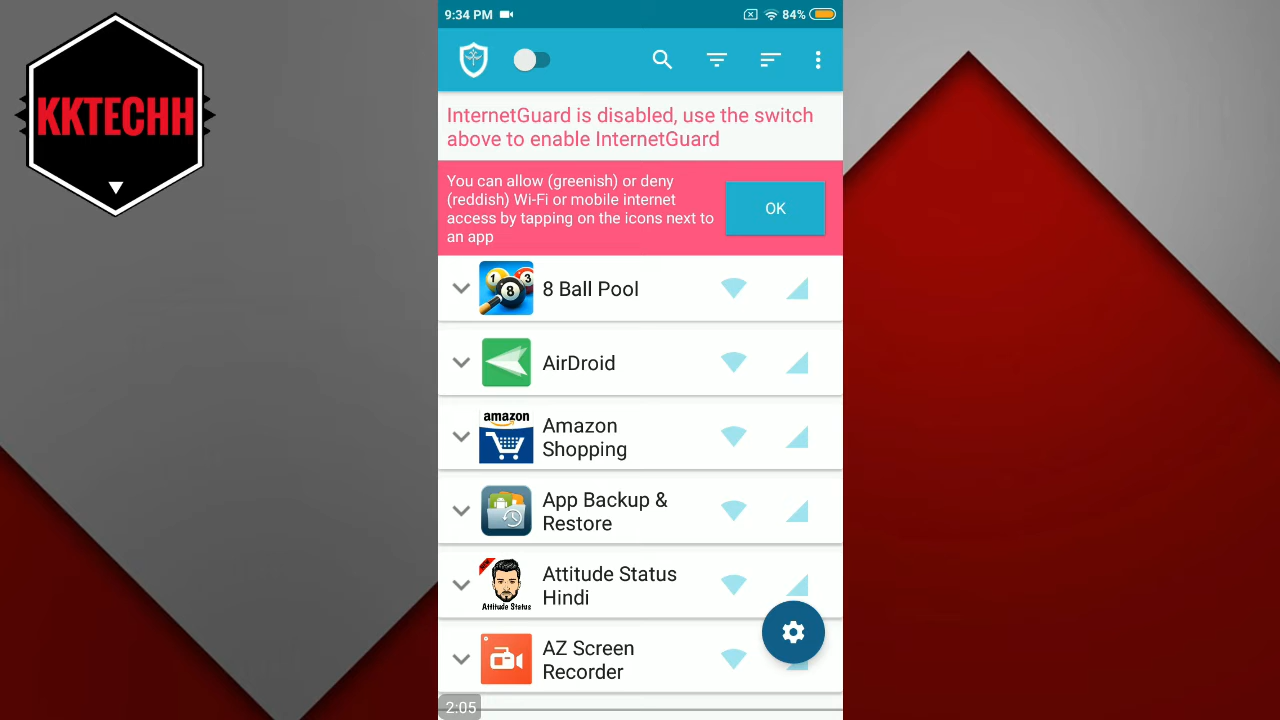 KKTECHH
9:34 PM
84%
InternetGuard is disabled, use the switch
above to enable InternetGuard
You can allow (greenish) or deny
(reddish) Wi-Fi or mobile internet
access by tapping on the icons next to
an app
OK
1 3
8
8 Ball Pool
AirDroid
amazon
Amazon
Shopping
App Backup &
Restore
Attitude Status
Attitude Status
Hindi
AZ Screen
Recorder
2:05